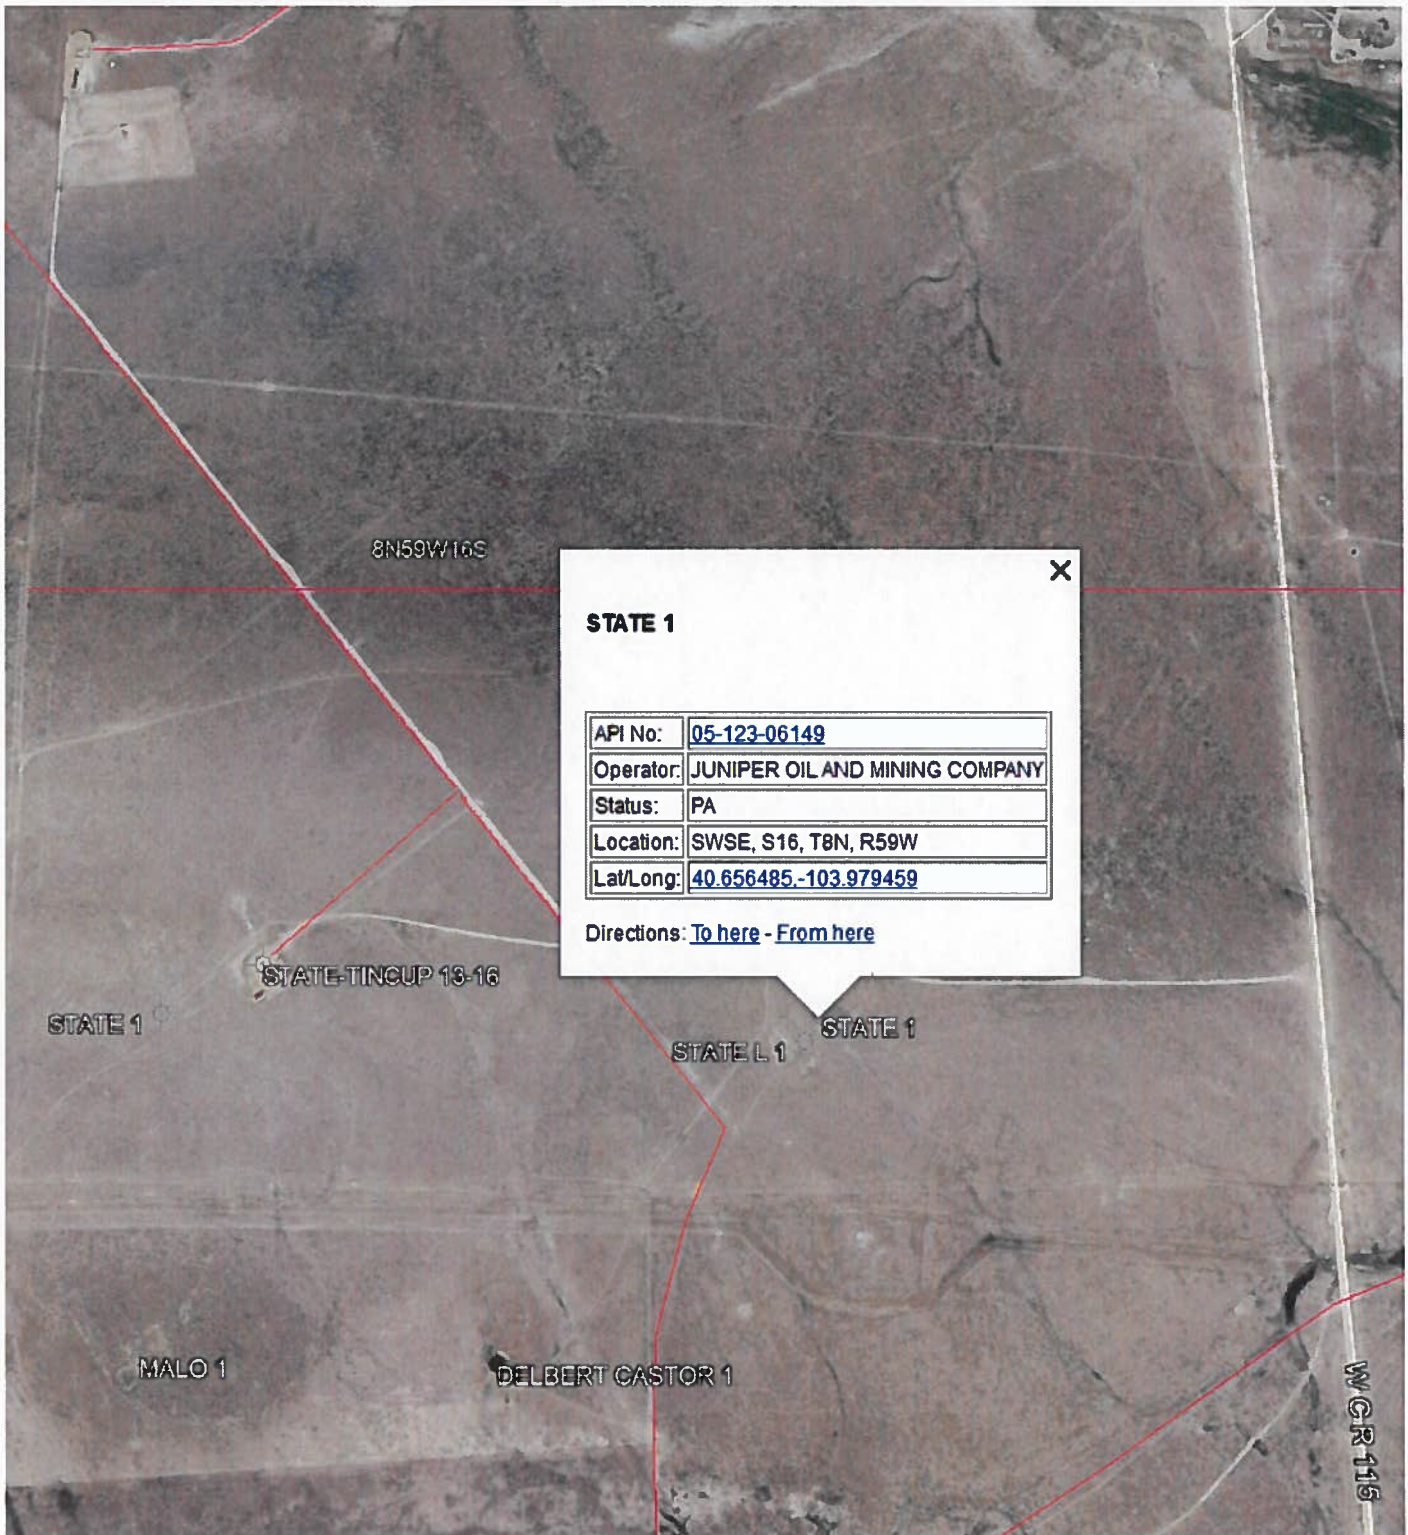 8N59W16S
STATE 1
API No: 05-123-06149
Operator: JUNIPER OIL AND MINING COMPANY
Status: PA
Location: SWSE, S16, T8N, R59W
Lat/Long: 40.656485,-103.979459
Directions: To here - From here
STATE-TINCUP 13-16
STATE 1
STATE 1
STATE L 1
MALO 1
DELBERT CASTOR 1
W C R 115